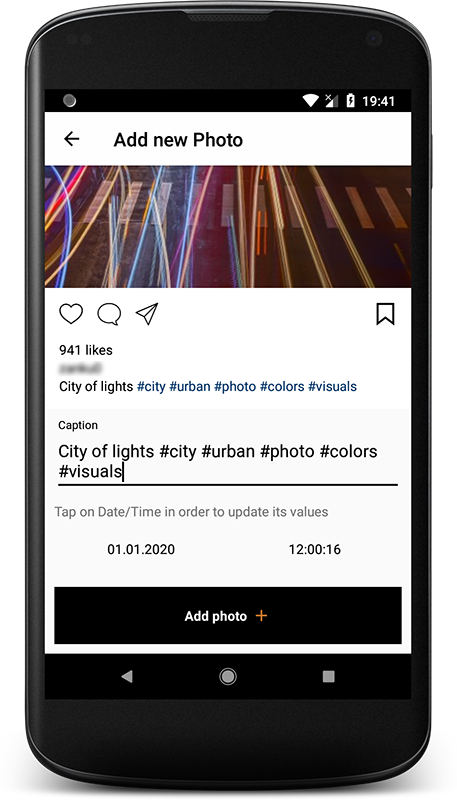 19:41
Add new Photo
941 likes
City of lights #city #urban #photo #colors #visuals
Caption
City of lights #city #urban #photo #colors
#visuals
Tap on Date/Time in order to update its values
01.01.2020 12:00:16
Add photo +